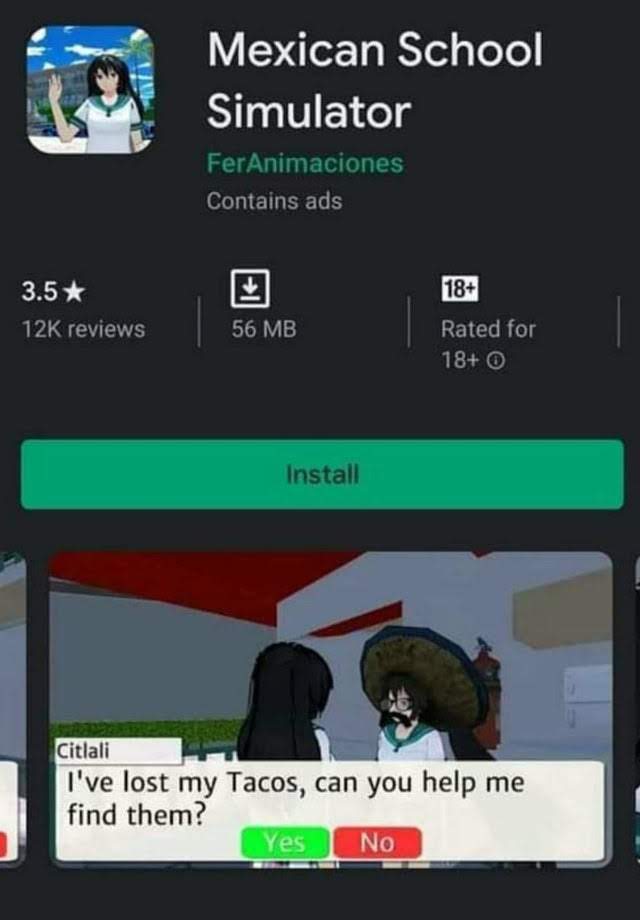 Mexican School
Simulator
FerAnimaciones
Contains ads
3.5★
12K reviews
56 MB
18+
Rated for
18+
Install
Citlali
I've lost my Tacos, can you help me
find them?
Yes No